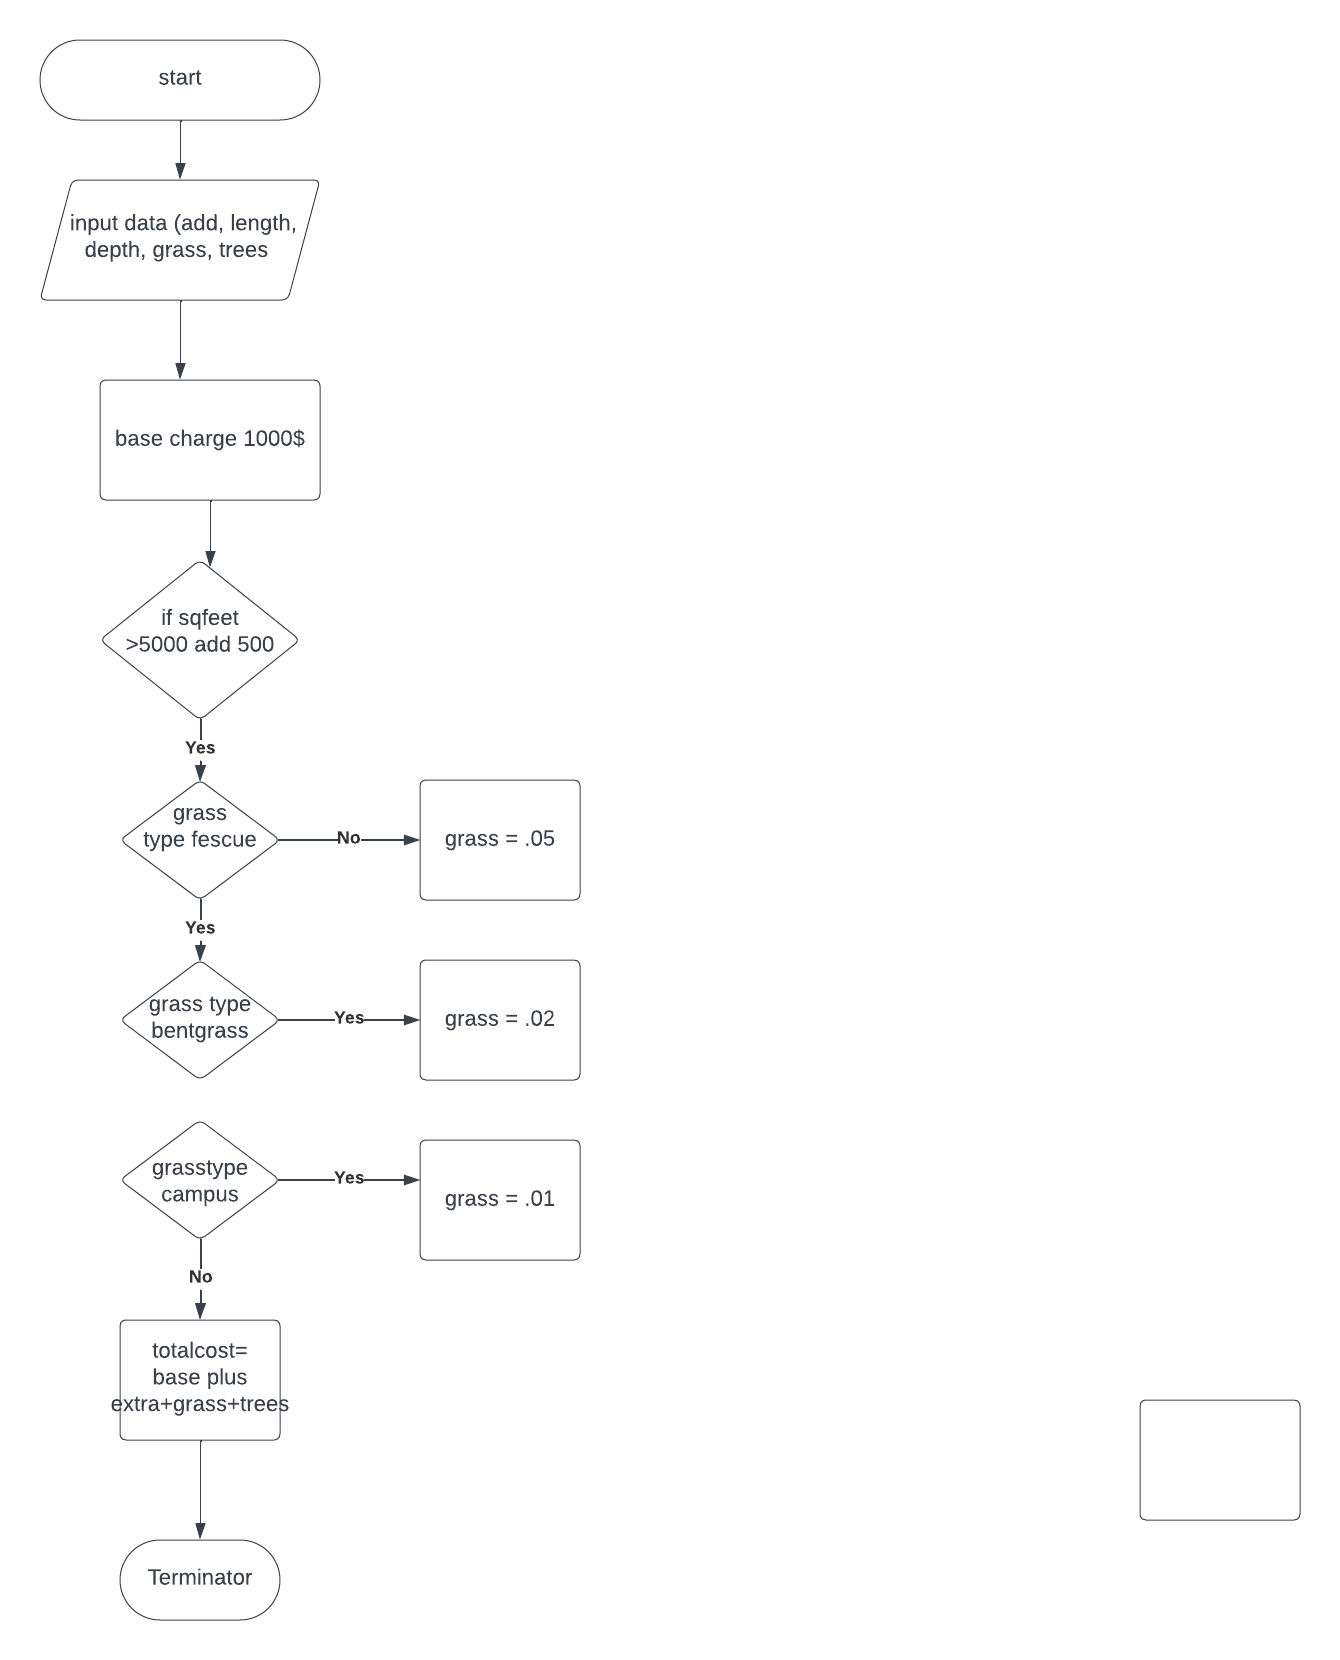 start
input data (add, length,
depth, grass, trees
base charge 1000$
if sqfeet
>5000 add 500
Yes
grass
type fescue
No
grass = .05
Yes
grass type
bentgrass
Yes
grass = .02
grasstype
campus
Yes
grass = .01
No
totalcost=
base plus
extra+grass+trees
Terminator